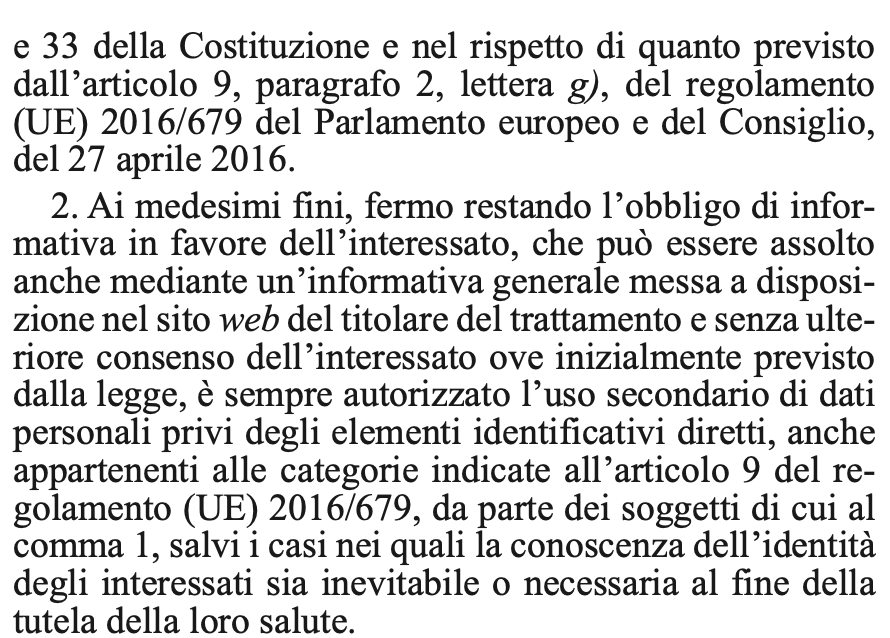 e 33 della Costituzione e nel rispetto di quanto previsto
dall’articolo 9, paragrafo 2, lettera g), del regolamento
(UE) 2016/679 del Parlamento europeo e del Consiglio,
del 27 aprile 2016.
2. Ai medesimi fini, fermo restando l’obbligo di infor-
mativa in favore dell’interessato, che può essere assolto
anche mediante un’informativa generale messa a disposi-
zione nel sito web del titolare del trattamento e senza ulte-
riore consenso dell’interessato ove inizialmente previsto
dalla legge, è sempre autorizzato l’uso secondario di dati
personali privi degli elementi identificativi diretti, anche
appartenenti alle categorie indicate all’articolo 9 del re-
golamento (UE) 2016/679, da parte dei soggetti di cui al
comma 1, salvi i casi nei quali la conoscenza dell’identità
degli interessati sia inevitabile o necessaria al fine della
tutela della loro salute.